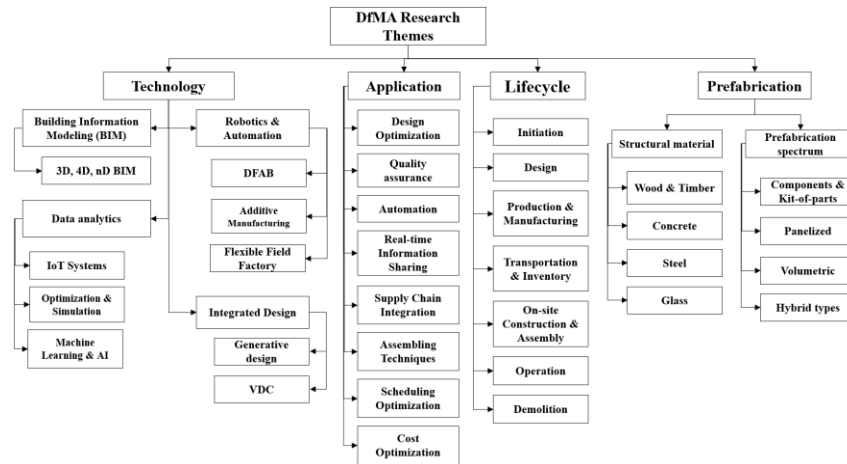 DfMA Research
Themes
Technology
Application
Lifecycle
Prefabrication
Building Information
Modeling (BIM)
3D, 4D, nD BIM
Data analytics
IoT Systems
Optimization &
Simulation
Machine
Learning & AI
Robotics &
Automation
DFAB
Additive
Manufacturing
Flexible Field
Factory
Integrated Design
Generative
design
VDC
Design
Optimization
Quality
assurance
Automation
Real-time
Information
Sharing
Supply Chain
Integration
Assembling
Techniques
Scheduling
Optimization
Cost
Optimization
Initiation
Design
Production &
Manufacturing
Transportation
& Inventory
On-site
Construction &
Assembly
Operation
Demolition
Structural material
Wood & Timber
Concrete
Steel
Glass
Prefabrication
spectrum
Components &
Kit-of-parts
Panelized
Volumetric
Hybrid types